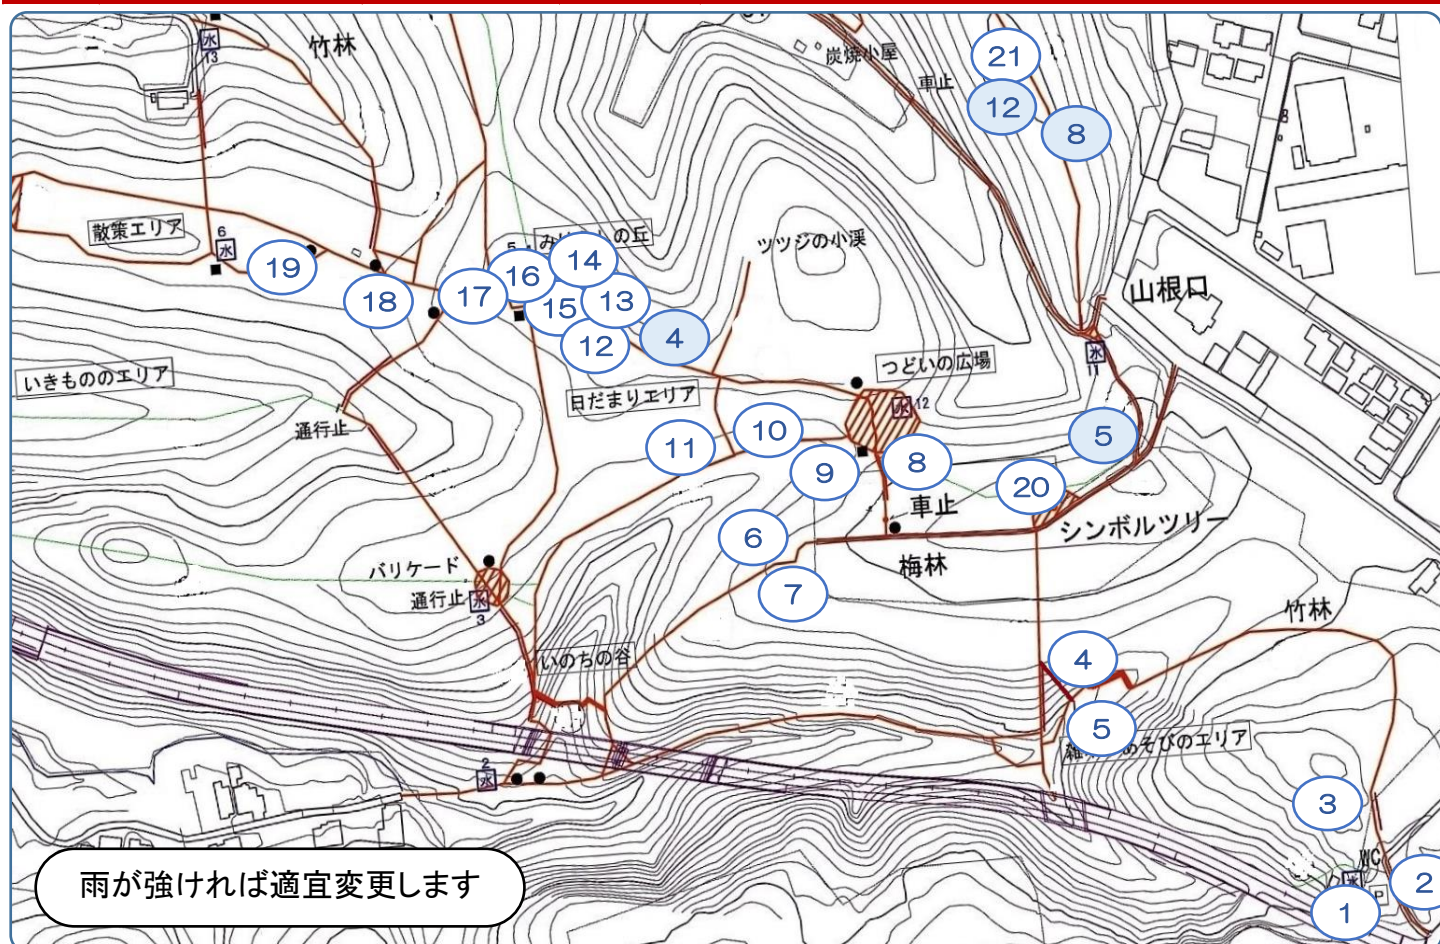 水
13
竹林
炭焼小屋
車止
21
12
8
散策エリア
6
水
19
18
17
5
の丘
16
14
15
13
12
4
ツツジの小渓
山根口
水
11
いきもののエリア
通行止
日だまりエリア
つどいの広場
水
12
11
10
9
8
5
20
車止
シンボルツリー
6
7
梅林
バリケード
通行止
水
3
竹林
いのちの谷
4
5
あそびのエリア
2
水
3
WC
水
P
1
2
雨が強ければ適宜変更します